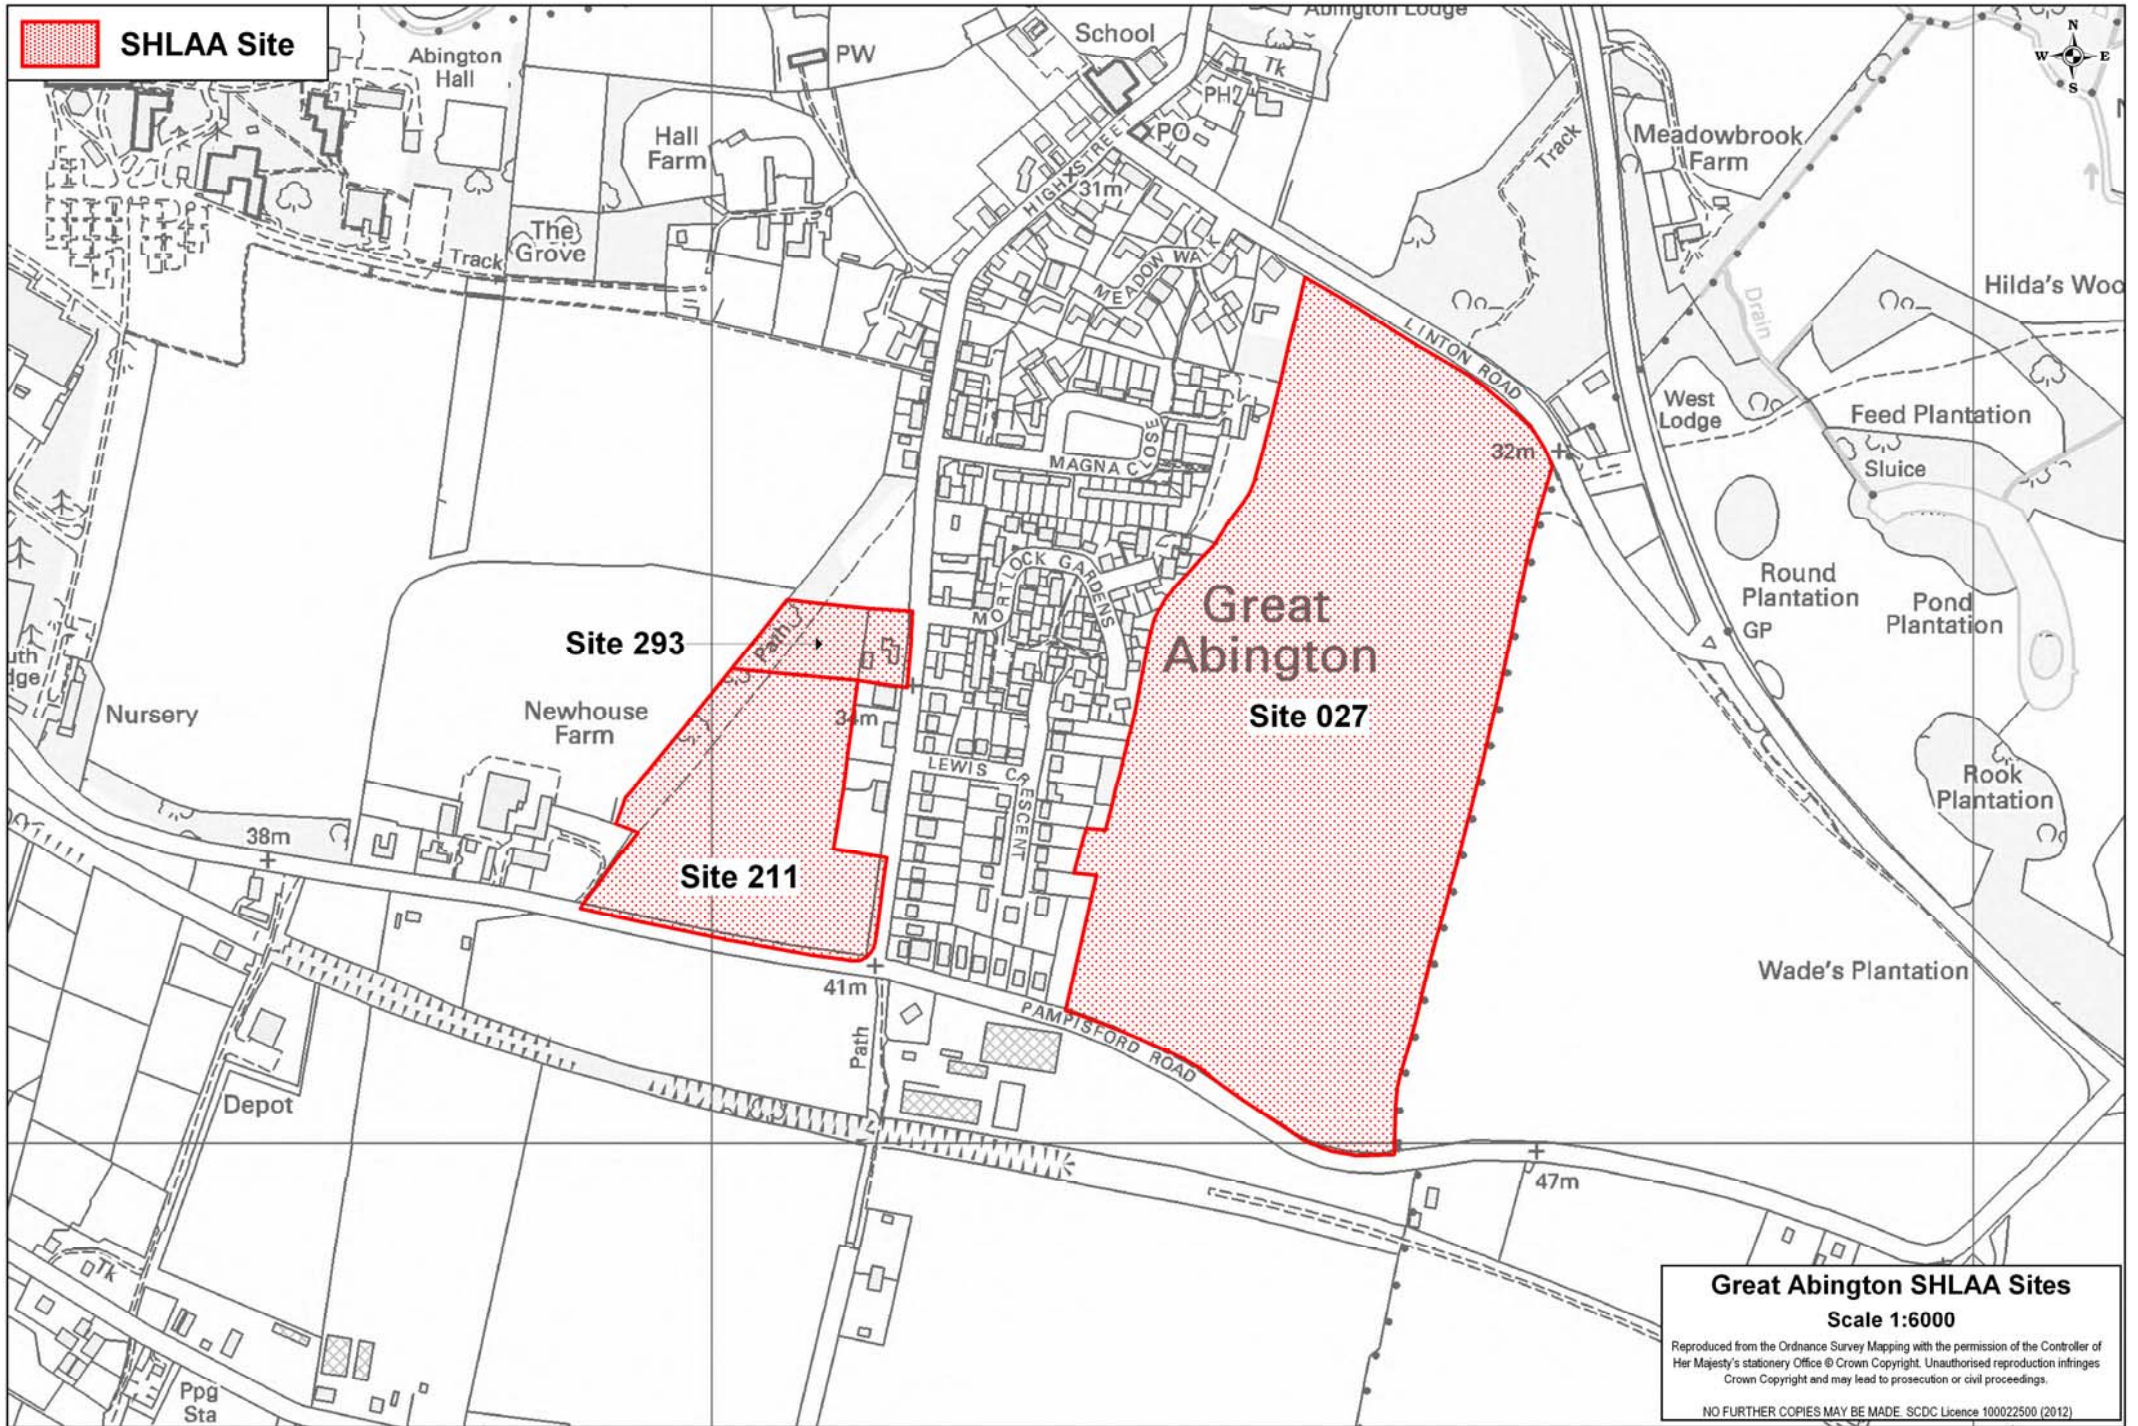 SHLAA Site
Abington Lodge
School
PW
Abington
Hall
Tk
PH
N
W E
S
PO
HIGH STREET
31m
Hall
Farm
Track
Meadowbrook
Farm
The
Grove
Track
MEADOW WALK
Drain
Hilda's Woo
LINTON ROAD
West
Lodge
Feed Plantation
Sluice
32m
MAGNA CLOSE
MORTLOCK GARDENS
Round
Plantation
GP
Pond
Plantation
Great
Abington
Site 293
Path
Site 027
uth
dge
Nursery
Newhouse
Farm
34m
LEWIS CRESCENT
Rook
Plantation
38m
Site 211
41m
Wade's Plantation
PAMPISFORD ROAD
Path
Depot
47m
Tk
Ppg
Sta
Great Abington SHLAA Sites
Scale 1:6000
Reproduced from the Ordnance Survey Mapping with the permission of the Controller of
Her Majesty's stationery Office © Crown Copyright. Unauthorised reproduction infringes
Crown Copyright and may lead to prosecution or civil proceedings.
NO FURTHER COPIES MAY BE MADE. SCDC Licence 100022500 (2012)